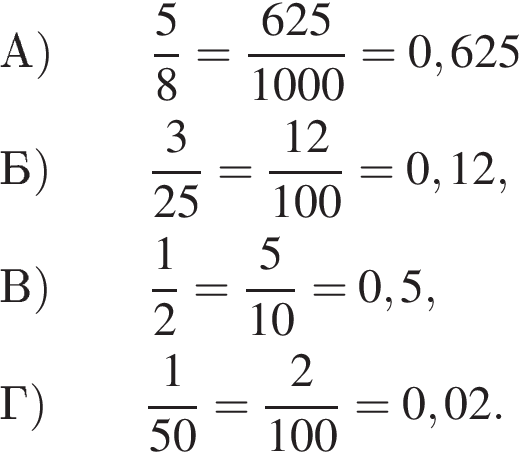 А) 5/8 = 625/1000 = 0,625
Б) 3/25 = 12/100 = 0,12,
В) 1/2 = 5/10 = 0,5,
Г) 1/50 = 2/100 = 0,02.